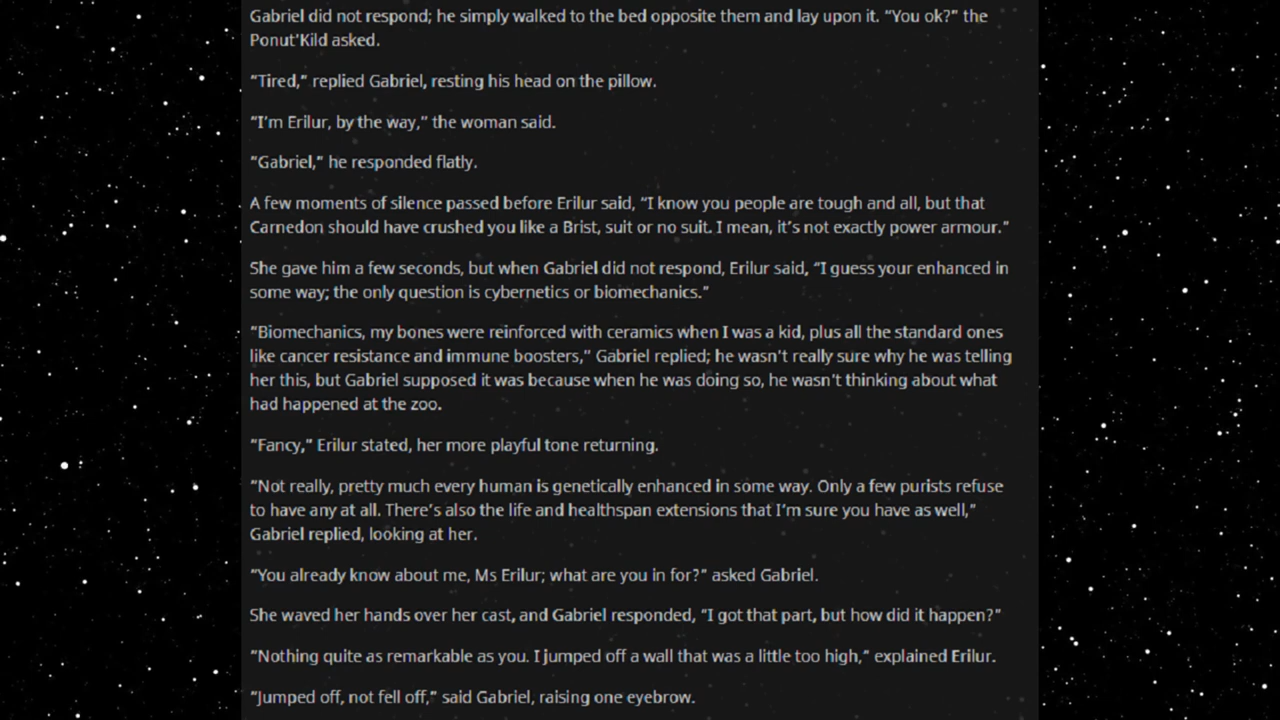 Gabriel did not respond; he simply walked to the bed opposite them and lay upon it. “You ok?” the
Ponut’Kild asked.
“Tired,” replied Gabriel, resting his head on the pillow.
“I’m Erilur, by the way,” the woman said.
“Gabriel,” he responded flatly.
A few moments of silence passed before Erilur said, “I know you people are tough and all, but that
Carnedon should have crushed you like a Brist, suit or no suit. I mean, it’s not exactly power armour.”
She gave him a few seconds, but when Gabriel did not respond, Erilur said, “I guess your enhanced in
some way; the only question is cybernetics or biomechanics.”
“Biomechanics, my bones were reinforced with ceramics when I was a kid, plus all the standard ones
like cancer resistance and immune boosters,” Gabriel replied; he wasn’t really sure why he was telling
her this, but Gabriel supposed it was because when he was doing so, he wasn’t thinking about what
had happened at the zoo.
“Fancy,” Erilur stated, her more playful tone returning.
“Not really, pretty much every human is genetically enhanced in some way. Only a few purists refuse
to have any at all. There’s also the life and healthspan extensions that I’m sure you have as well,”
Gabriel replied, looking at her.
“You already know about me, Ms Erilur; what are you in for?” asked Gabriel.
She waved her hands over her cast, and Gabriel responded, “I got that part, but how did it happen?”
“Nothing quite as remarkable as you. I jumped off a wall that was a little too high,” explained Erilur.
“Jumped off, not fell off,” said Gabriel, raising one eyebrow.